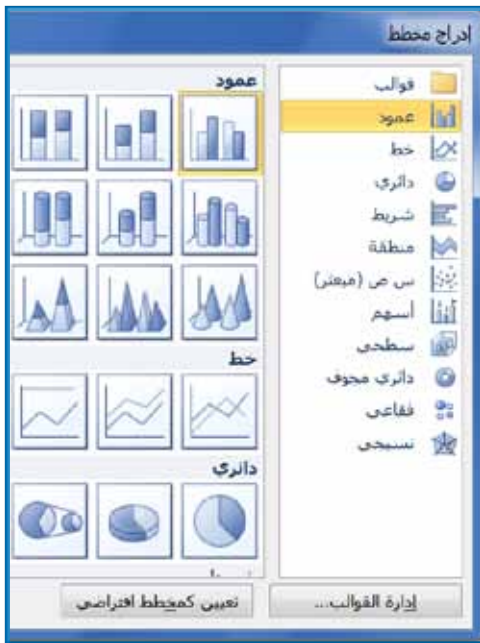 إدراج مخطط
قوالب
عمود
خط
دائري
شريط
منطقة
س ص (مبعثر)
أسهم
سطحي
دائري مجوف
فقاعي
نسيجي
عمود
خط
دائري
إدارة القوالب...
تعيين كمخطط افتراضي